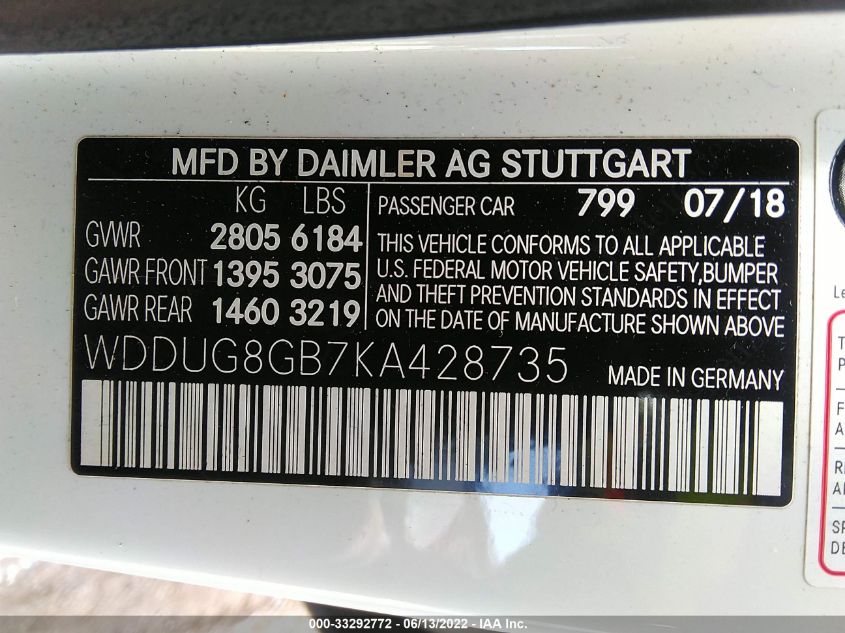 MFD BY DAIMLER AG STUTTGART
KG LBS
GVWR 2805 6184
GAWR FRONT 1395 3075
GAWR REAR 1460 3219
PASSENGER CAR 799 07/18
THIS VEHICLE CONFORMS TO ALL APPLICABLE
U.S. FEDERAL MOTOR VEHICLE SAFETY,BUMPER
AND THEFT PREVENTION STANDARDS IN EFFECT
ON THE DATE OF MANUFACTURE SHOWN ABOVE
WDDUG8GB7KA428735
MADE IN GERMANY
000-33292772 - 06/13/2022 - IAA Inc.